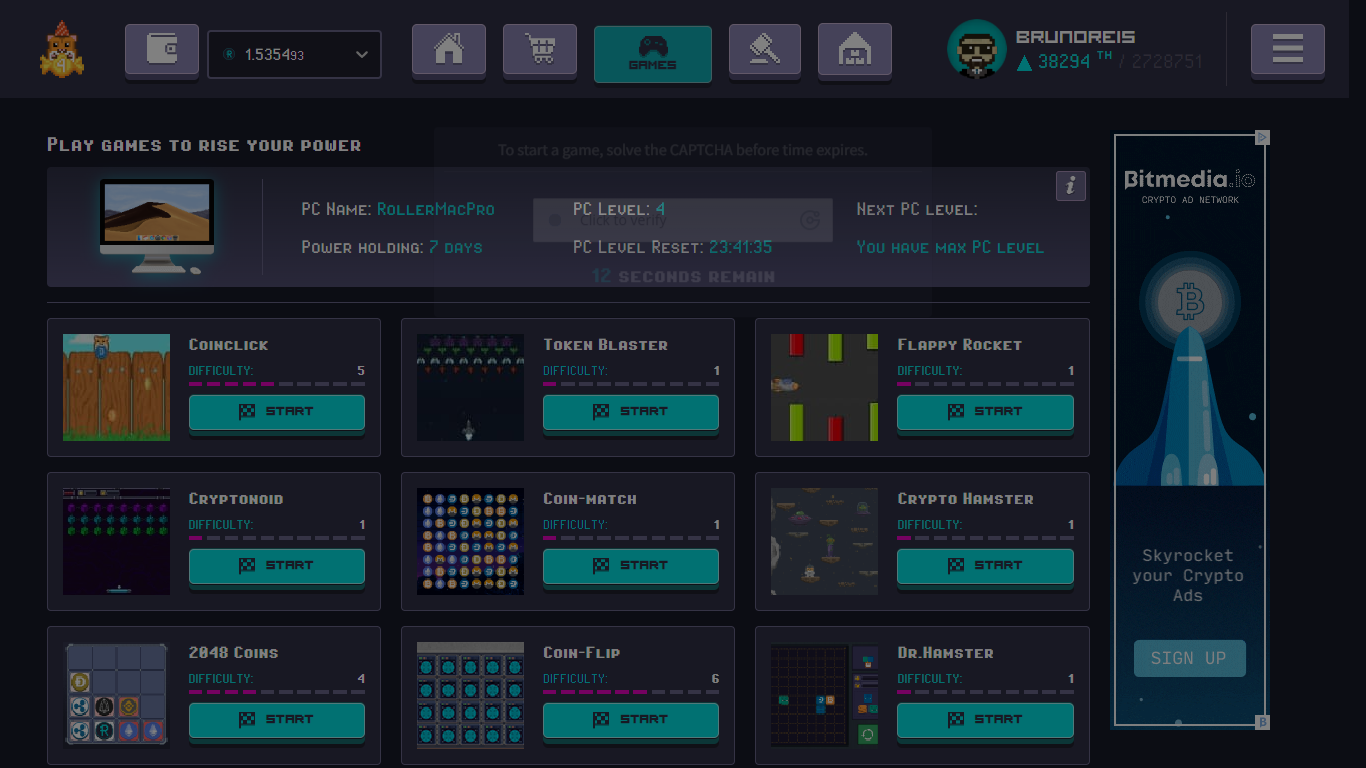 1.535493
GAMES
BRUNOREIS
38294 TH / 2728751
Play games to rise your power
To start a game, solve the CAPTCHA before time expires.
PC Name: RollerMacPro
PC Level: 4
Next PC level:
Click to verify
Power holding: 7 days
PC Level Reset: 23:41:35
You have max PC level
12 seconds remain
Coinclick
Difficulty: 5
START
Token Blaster
Difficulty: 1
START
Flappy Rocket
Difficulty: 1
START
Cryptonoid
Difficulty: 1
START
Coin-match
Difficulty: 1
START
Crypto Hamster
Difficulty: 1
START
2048 Coins
Difficulty: 4
START
Coin-Flip
Difficulty: 6
START
Dr.Hamster
Difficulty: 1
START
Bitmedia.io
CRYPTO AD NETWORK
Skyrocket
your Crypto
Ads
SIGN UP